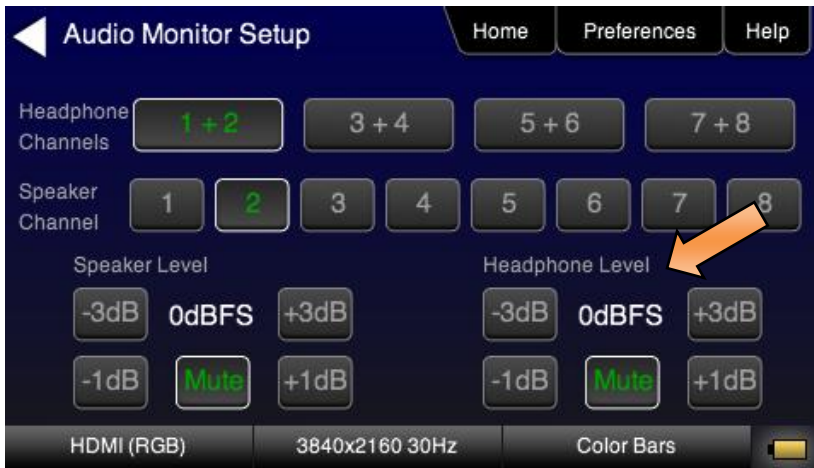 Audio Monitor Setup Home Preferences Help
Headphone
Channels
1 + 2 3 + 4 5 + 6 7 + 8
Speaker
Channel
1 2 3 4 5 6 7 8
Speaker Level Headphone Level
-3dB 0dBFS +3dB -3dB 0dBFS +3dB
-1dB Mute +1dB -1dB Mute +1dB
HDMI (RGB) 3840x2160 30Hz Color Bars